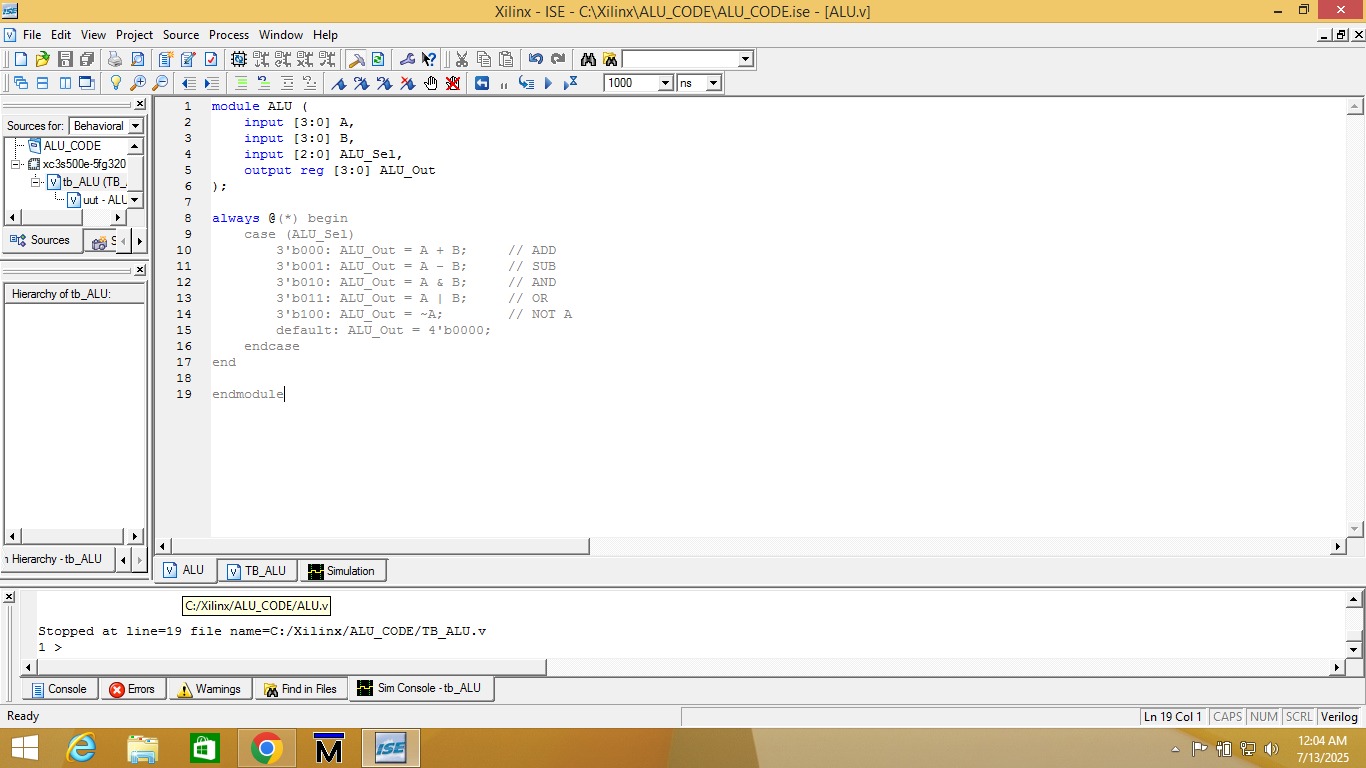 Xilinx - ISE - C:\Xilinx\ALU_CODE\ALU_CODE.ise - [ALU.v]
File Edit View Project Source Process Window Help
1000 ns
Sources for: Behavioral
ALU_CODE
xc3s500e-5fg320
tb_ALU (TB_
uut - ALU
Sources
Hierarchy of tb_ALU:
Hierarchy - tb_ALU
1 module ALU (
2 input [3:0] A,
3 input [3:0] B,
4 input [2:0] ALU_Sel,
5 output reg [3:0] ALU_Out
6 );
7
8 always @(*) begin
9 case (ALU_Sel)
10 3'b000: ALU_Out = A + B; // ADD
11 3'b001: ALU_Out = A - B; // SUB
12 3'b010: ALU_Out = A & B; // AND
13 3'b011: ALU_Out = A | B; // OR
14 3'b100: ALU_Out = ~A; // NOT A
15 default: ALU_Out = 4'b0000;
16 endcase
17 end
18
19 endmodule
ALU TB_ALU Simulation
C:/Xilinx/ALU_CODE/ALU.v
Stopped at line=19 file name=C:/Xilinx/ALU_CODE/TB_ALU.v
1 >
Console Errors Warnings Find in Files Sim Console - tb_ALU
Ready Ln 19 Col 1 CAPS NUM SCRL Verilog
ISE
12:04 AM
7/13/2025